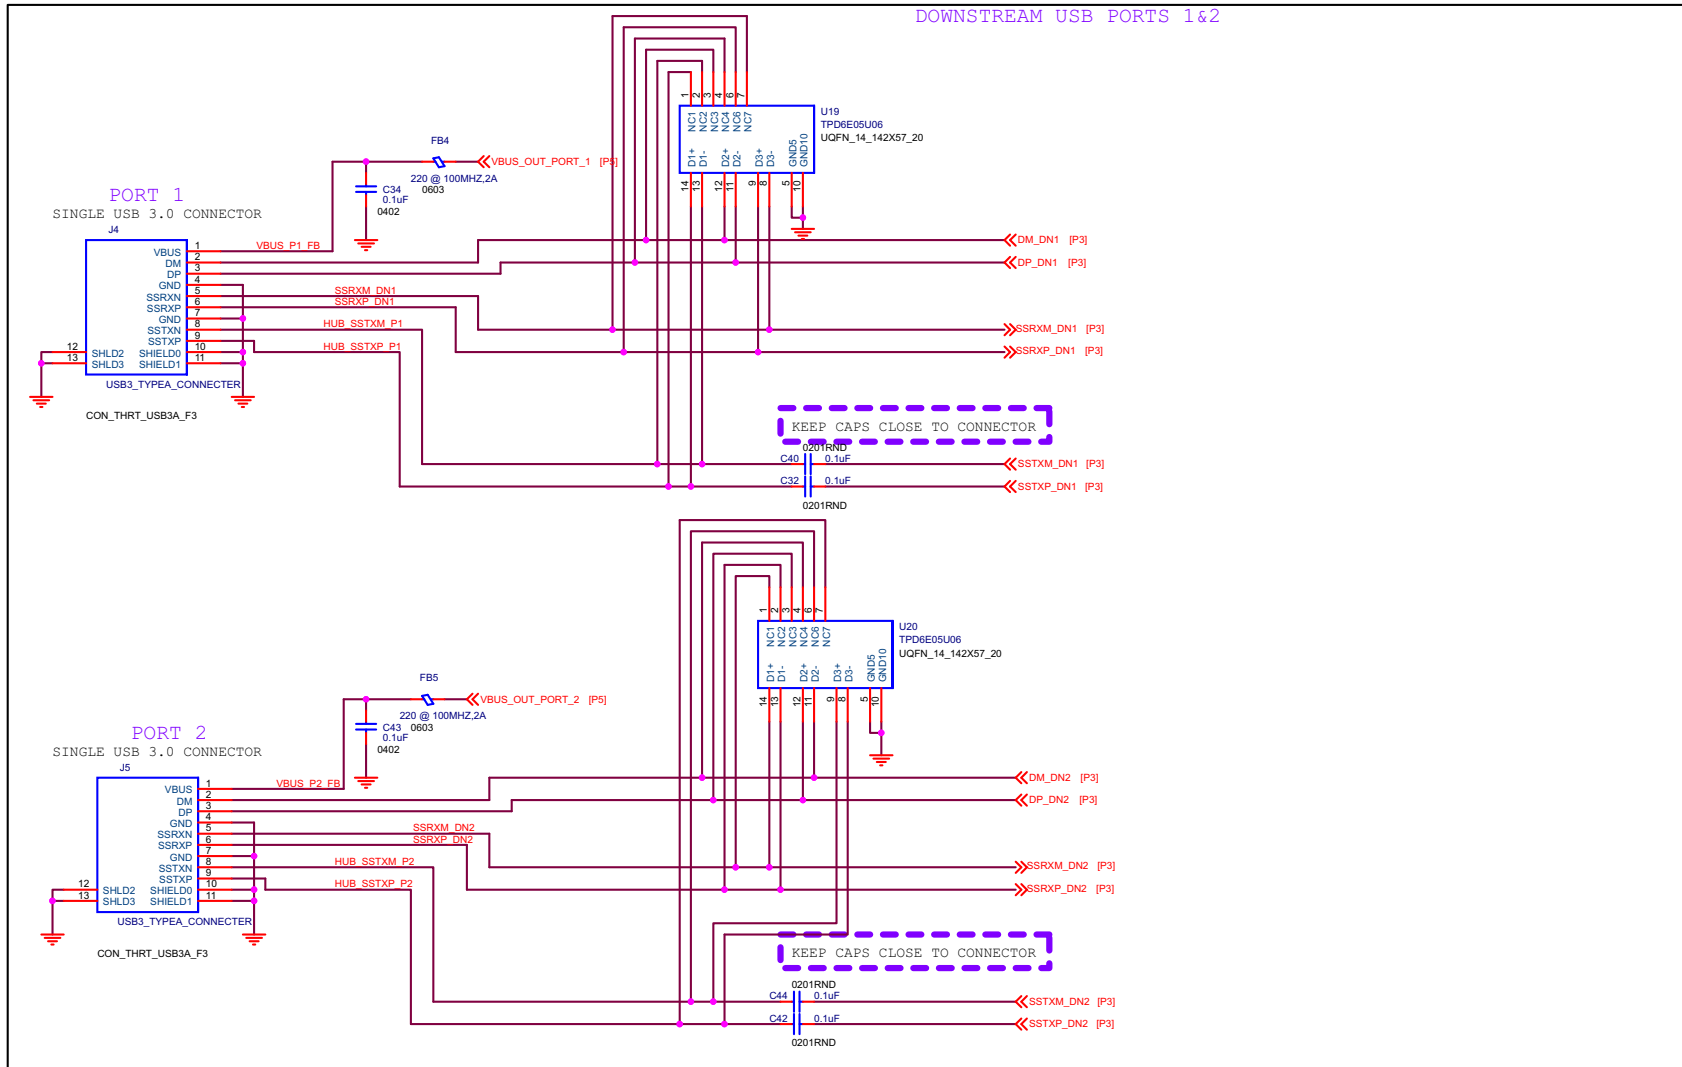 DOWNSTREAM USB PORTS 1&2
1
2
3
4
6
7
NC1
NC2
NC3
NC4
NC6
NC7
D1+
D1-
D2+
D2-
D3+
D3-
GND5
GND10
14
13
12
11
9
8
5
10
U19
TPD6E05U06
UQFN_14_142X57_20
FB4
VBUS_OUT_PORT_1 [P5]
220 @ 100MHZ,2A
0603
C34
0.1uF
0402
PORT 1
SINGLE USB 3.0 CONNECTOR
J4
VBUS 1 VBUS_P1_FB
DM 2
DP 3
GND 4
SSRXN 5 SSRXM_DN1
SSRXP 6 SSRXP_DN1
GND 7
SSTXN 8 HUB_SSTXM_P1
SSTXP 9
12 SHLD2 SHIELD0 10 HUB_SSTXP_P1
13 SHLD3 SHIELD1 11
USB3_TYPEA_CONNECTER
CON_THRT_USB3A_F3
DM_DN1 [P3]
DP_DN1 [P3]
SSRXM_DN1 [P3]
SSRXP_DN1 [P3]
KEEP CAPS CLOSE TO CONNECTOR
0201RND
C40 0.1uF SSTXM_DN1 [P3]
C32 0.1uF SSTXP_DN1 [P3]
0201RND
1
2
3
4
6
7
NC1
NC2
NC3
NC4
NC6
NC7
D1+
D1-
D2+
D2-
D3+
D3-
GND5
GND10
14
13
12
11
9
8
5
10
U20
TPD6E05U06
UQFN_14_142X57_20
FB5
VBUS_OUT_PORT_2 [P5]
220 @ 100MHZ,2A
0603
C43
0.1uF
0402
PORT 2
SINGLE USB 3.0 CONNECTOR
J5
VBUS 1 VBUS_P2_FB
DM 2
DP 3
GND 4
SSRXN 5 SSRXM_DN2
SSRXP 6 SSRXP_DN2
GND 7
SSTXN 8 HUB_SSTXM_P2
SSTXP 9
12 SHLD2 SHIELD0 10 HUB_SSTXP_P2
13 SHLD3 SHIELD1 11
USB3_TYPEA_CONNECTER
CON_THRT_USB3A_F3
DM_DN2 [P3]
DP_DN2 [P3]
SSRXM_DN2 [P3]
SSRXP_DN2 [P3]
KEEP CAPS CLOSE TO CONNECTOR
0201RND
C44 0.1uF SSTXM_DN2 [P3]
C42 0.1uF SSTXP_DN2 [P3]
0201RND